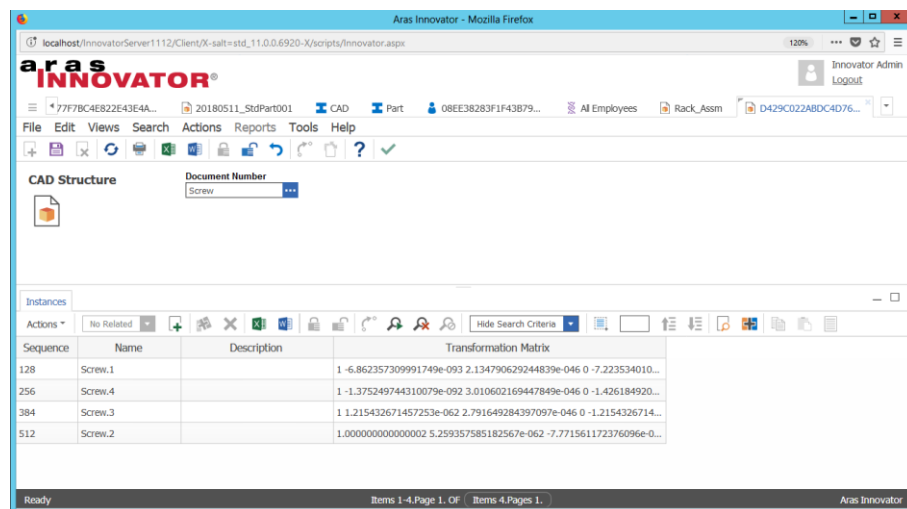 Aras Innovator - Mozilla Firefox
localhost/InnovatorServer1112/Client/X-salt=std_11.0.0.6920-X/scripts/Innovator.aspx 120%
aras INNOVATOR® Innovator Admin
Logout
77F7BC4E822E43E4A... 20180511_StdPart001 CAD Part 08EE38283F1F43B79... All Employees Rack_Assm D429C022ABDC4D76...
File Edit Views Search Actions Reports Tools Help
CAD Structure Document Number
Screw
Instances
Actions No Related Hide Search Criteria
Sequence Name Description Transformation Matrix
128 Screw.1 1 -6.862357309991749e-093 2.134790629244839e-046 0 -7.223534010...
256 Screw.4 1 -1.375249744310079e-092 3.010602169447849e-046 0 -1.426184920...
384 Screw.3 1 1.215432671457253e-062 2.791649284397097e-046 0 -1.2154326714...
512 Screw.2 1.000000000000002 5.259357585182567e-062 -7.771561172376096e-0...
Ready Items 1-4.Page 1. OF Items 4.Pages 1. Aras Innovator